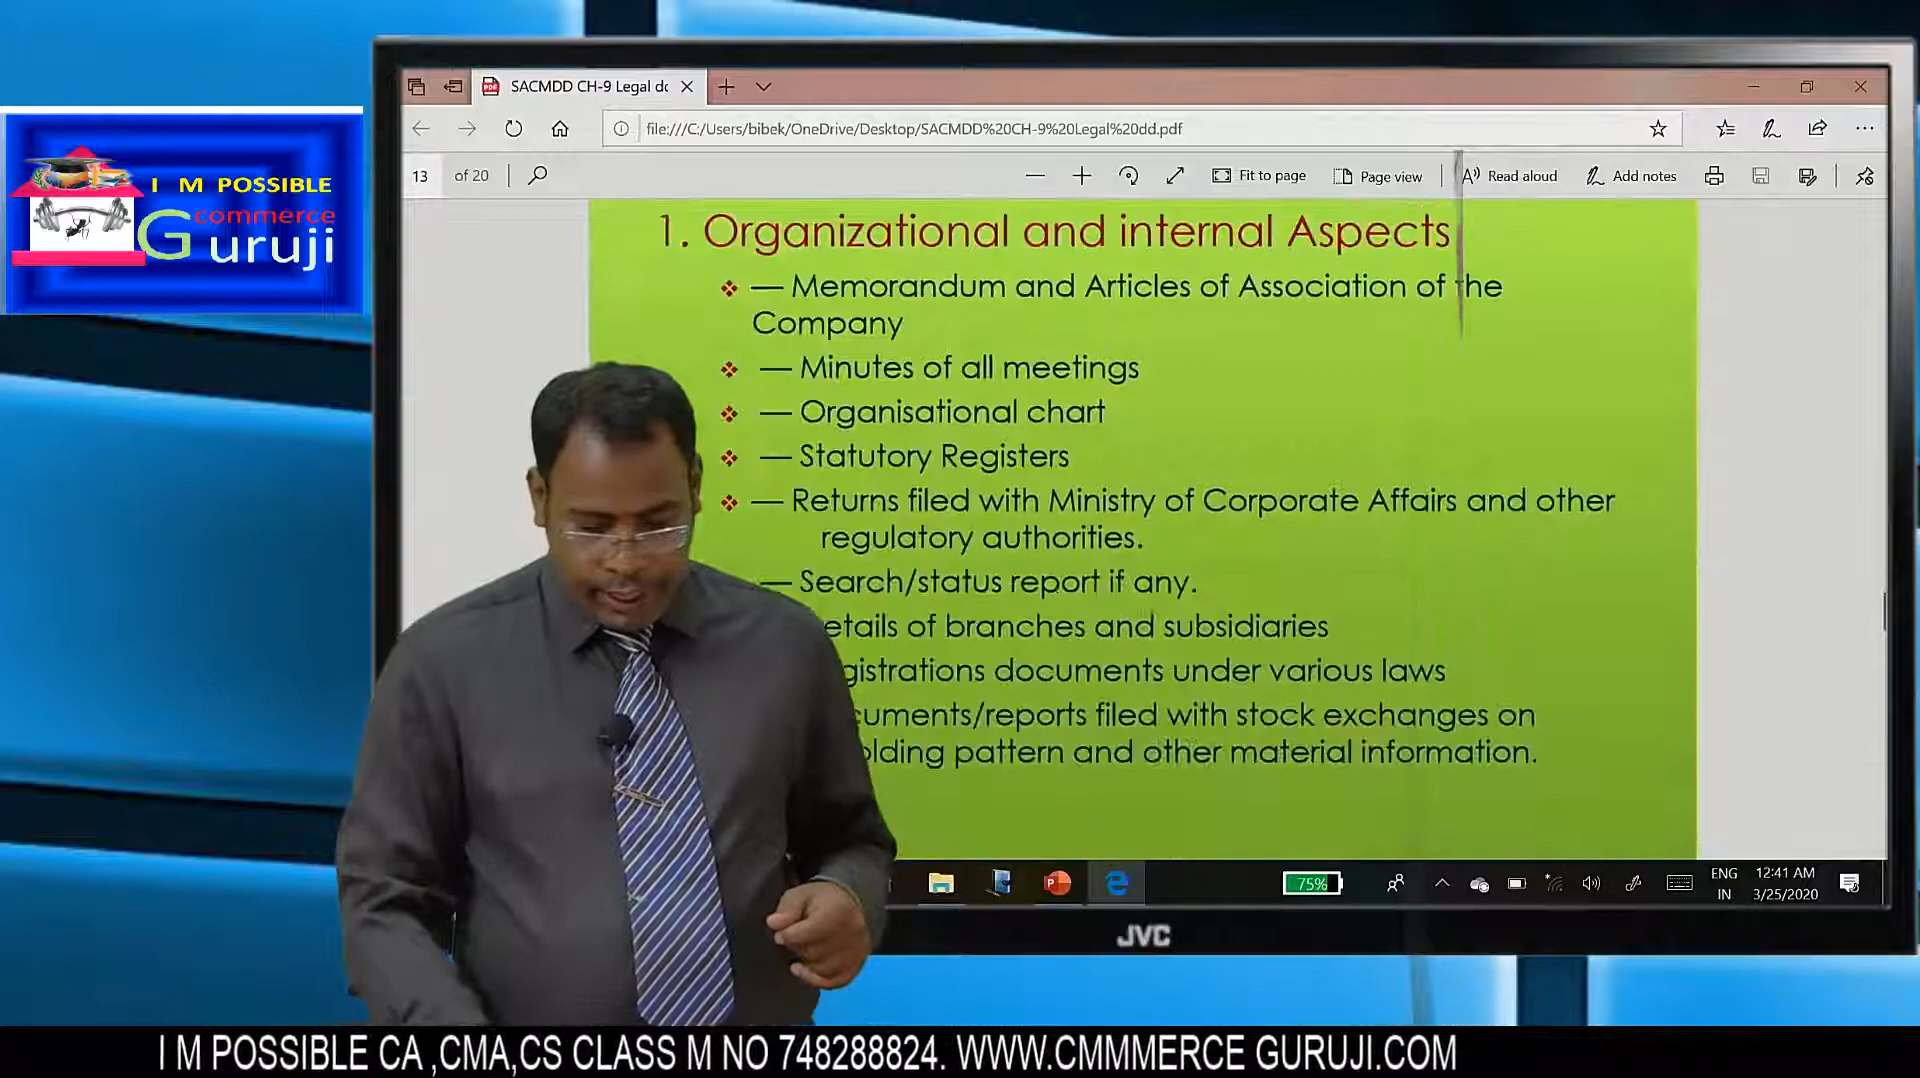 SACMDD CH-9 Legal dc
file:///C:/Users/bibek/OneDrive/Desktop/SACMDD%20CH-9%20Legal%20dd.pdf
13 of 20
Fit to page
Page view
Read aloud
Add notes
I M POSSIBLE
commerce
Guruji
1. Organizational and internal Aspects
— Memorandum and Articles of Association of the
Company
— Minutes of all meetings
— Organisational chart
— Statutory Registers
— Returns filed with Ministry of Corporate Affairs and other
regulatory authorities.
— Search/status report if any.
etails of branches and subsidiaries
gistrations documents under various laws
cuments/reports filed with stock exchanges on
olding pattern and other material information.
75%
ENG
IN
12:41 AM
3/25/2020
JVC
I M POSSIBLE CA ,CMA,CS CLASS M NO 748288824. WWW.CMMMERCE GURUJI.COM